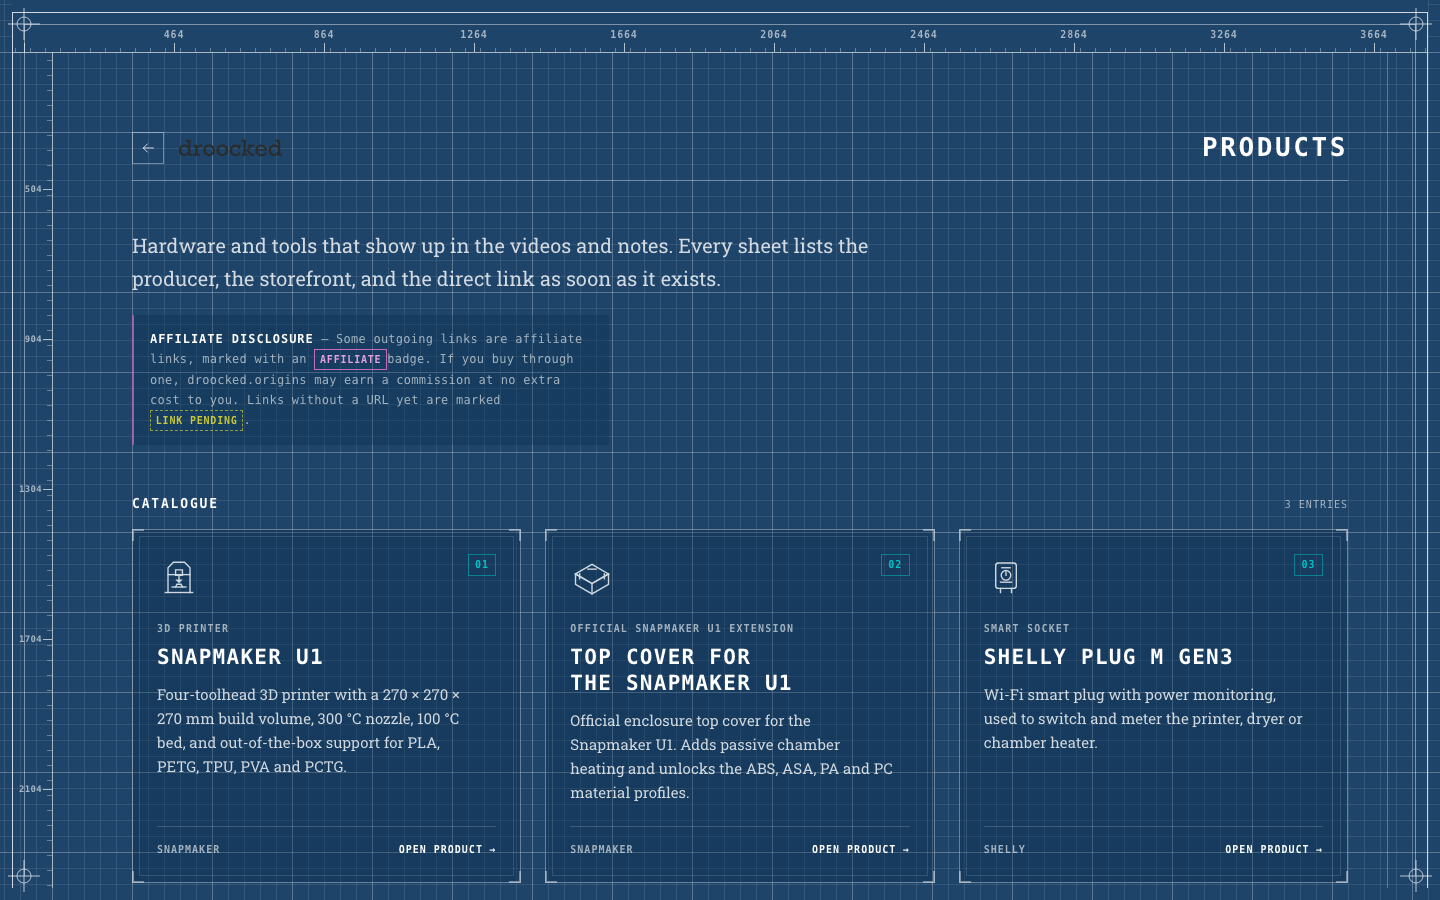 464 864 1264 1664 2064 2464 2864 3264 3664
droocked
PRODUCTS
504
Hardware and tools that show up in the videos and notes. Every sheet lists the
producer, the storefront, and the direct link as soon as it exists.
904
AFFILIATE DISCLOSURE — Some outgoing links are affiliate
links, marked with an AFFILIATE badge. If you buy through
one, droocked.origins may earn a commission at no extra
cost to you. Links without a URL yet are marked
LINK PENDING .
1304
CATALOGUE
3 ENTRIES
01
3D PRINTER
SNAPMAKER U1
Four-toolhead 3D printer with a 270 × 270 ×
270 mm build volume, 300 °C nozzle, 100 °C
bed, and out-of-the-box support for PLA,
PETG, TPU, PVA and PCTG.
SNAPMAKER
OPEN PRODUCT →
02
OFFICIAL SNAPMAKER U1 EXTENSION
TOP COVER FOR
THE SNAPMAKER U1
Official enclosure top cover for the
Snapmaker U1. Adds passive chamber
heating and unlocks the ABS, ASA, PA and PC
material profiles.
SNAPMAKER
OPEN PRODUCT →
03
SMART SOCKET
SHELLY PLUG M GEN3
Wi-Fi smart plug with power monitoring,
used to switch and meter the printer, dryer or
chamber heater.
SHELLY
OPEN PRODUCT →
1704
2104